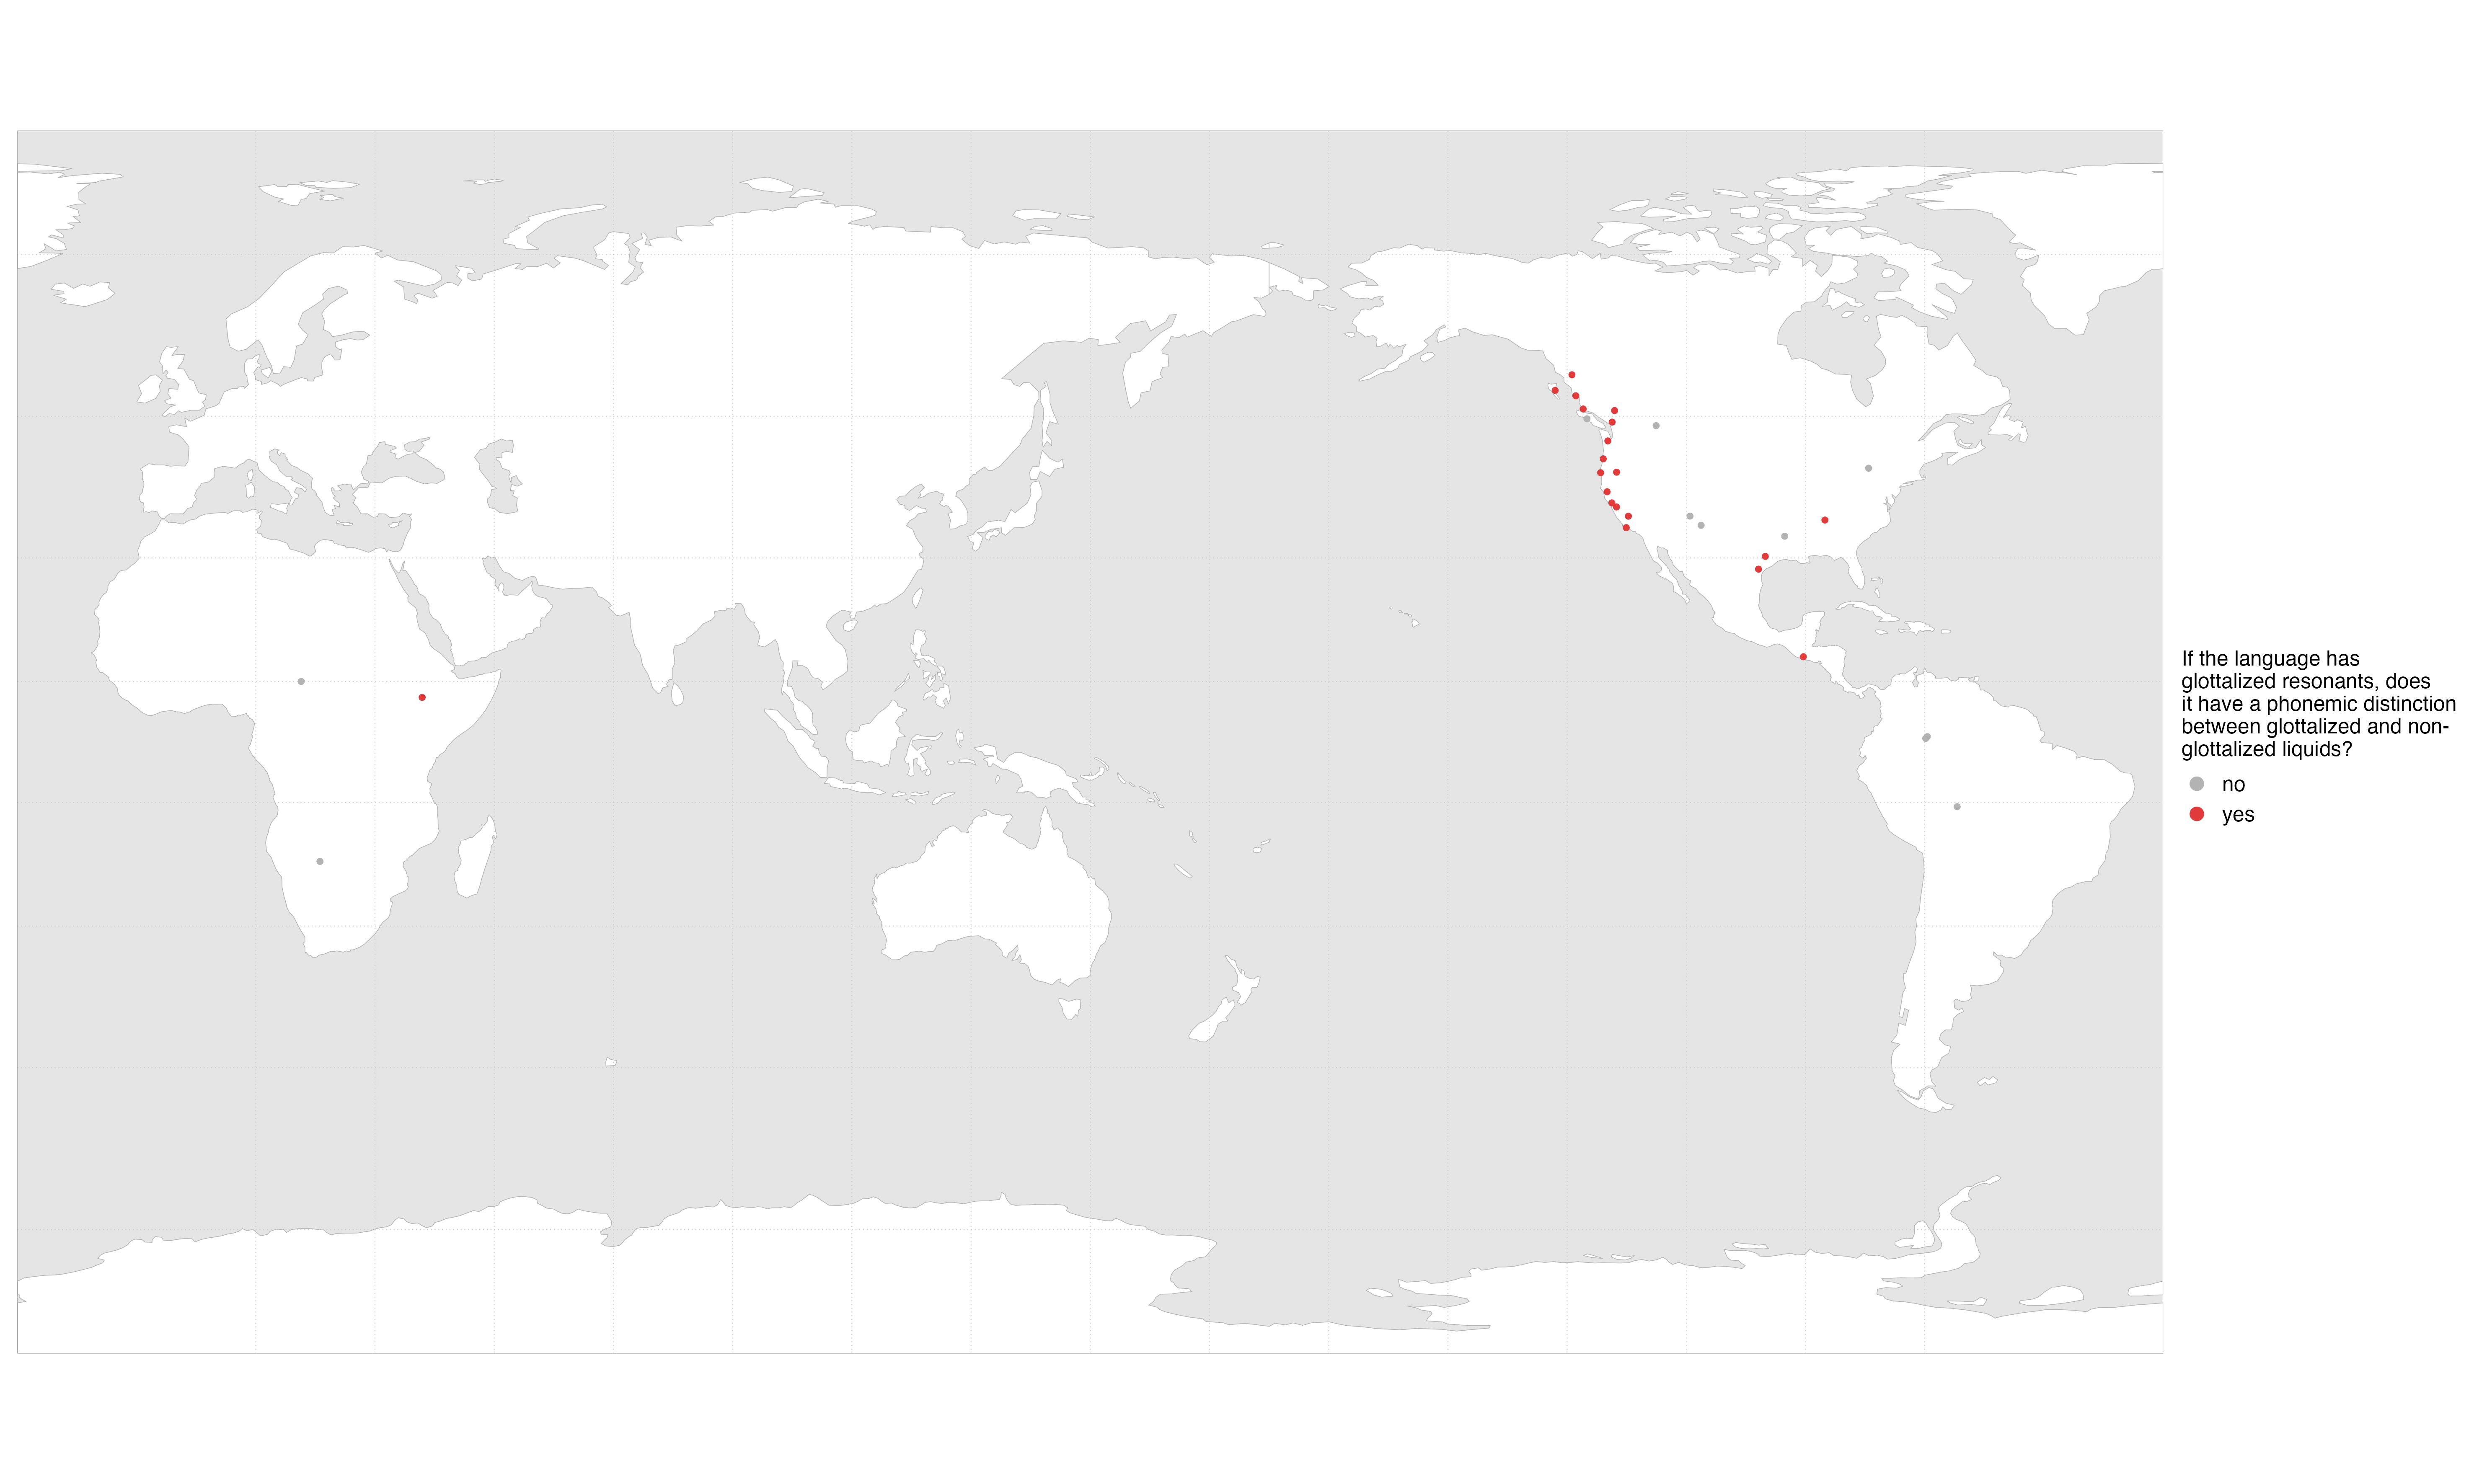 If the language has
glottalized resonants, does
it have a phonemic distinction
between glottalized and non-
glottalized liquids?
no
yes